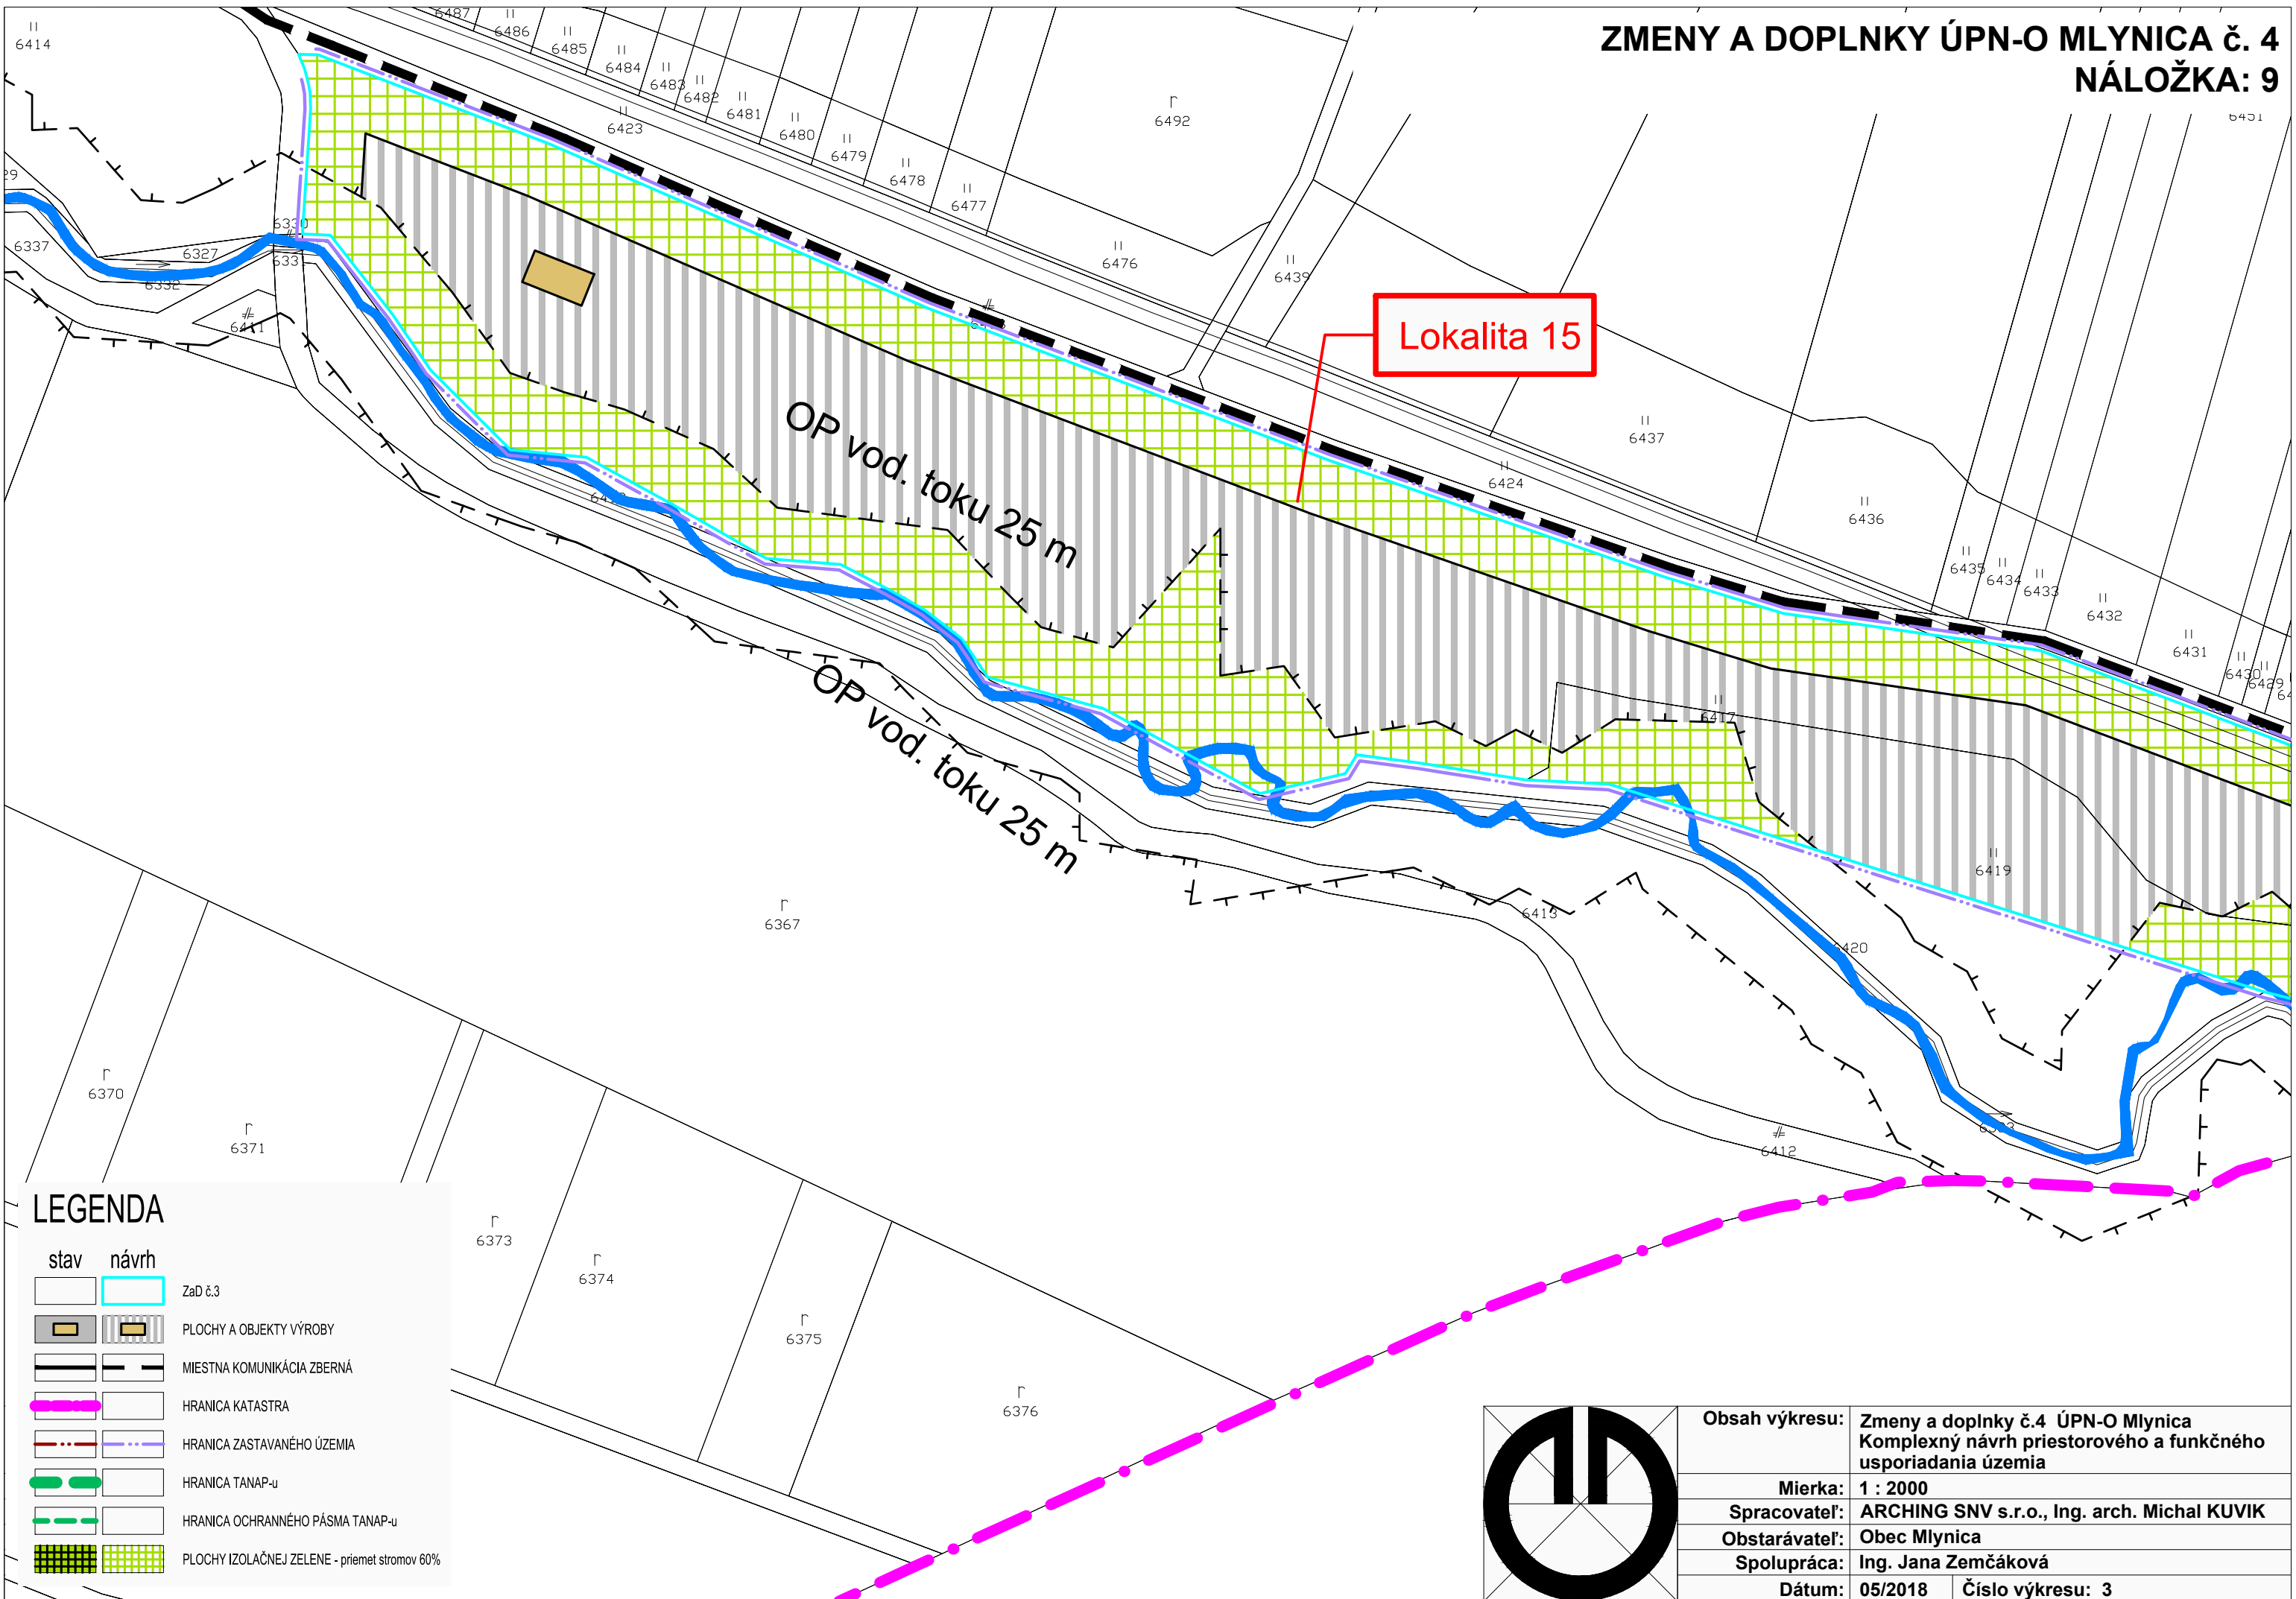 ZMENY A DOPLNKY ÚPN-O MLYNICA č. 4
NÁLOŽKA: 9
6414
6487
6486
6485
6484
6483
6482
6481
6480
6479
6478
6477
6423
r
6492
6476
6439
6451
6337
6327
6330
6332
6411
Lokalita 15
6437
6424
6436
6435
6434
6433
6432
6431
6430
6429
OP vod. toku 25 m
OP vod. toku 25 m
6417
6419
6413
6420
r
6367
r
6370
r
6371
r
6373
r
6374
r
6375
r
6376
6412
LEGENDA
stav návrh
ZaD č.3
PLOCHY A OBJEKTY VÝROBY
MIESTNA KOMUNIKÁCIA ZBERNÁ
HRANICA KATASTRA
HRANICA ZASTAVANÉHO ÚZEMIA
HRANICA TANAP-u
HRANICA OCHRANNÉHO PÁSMA TANAP-u
PLOCHY IZOLAČNEJ ZELENE - priemet stromov 60%
Obsah výkresu: Zmeny a doplnky č.4 ÚPN-O Mlynica
Komplexný návrh priestorového a funkčného
usporiadania územia
Mierka: 1 : 2000
Spracovateľ: ARCHING SNV s.r.o., Ing. arch. Michal KUVIK
Obstarávateľ: Obec Mlynica
Spolupráca: Ing. Jana Zemčáková
Dátum: 05/2018 Číslo výkresu: 3